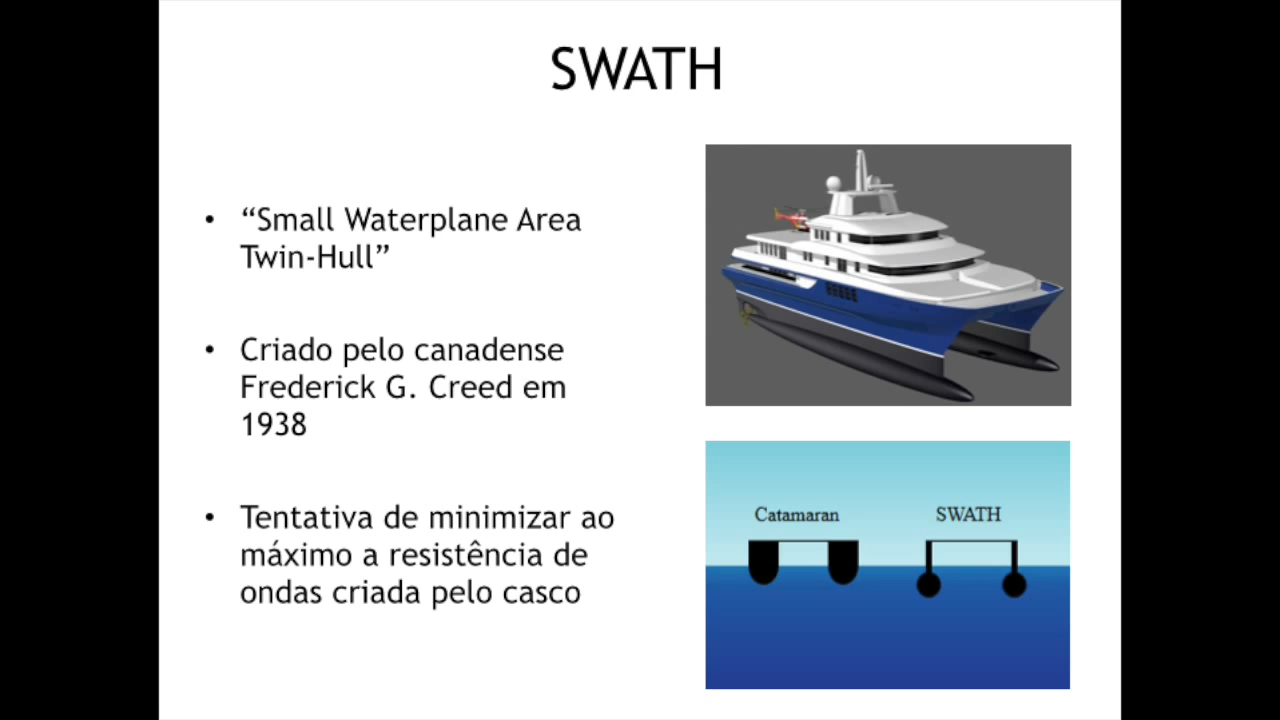 SWATH
• “Small Waterplane Area
Twin-Hull”
• Criado pelo canadense
Frederick G. Creed em
1938
• Tentativa de minimizar ao
máximo a resistência de
ondas criada pelo casco
Catamaran
SWATH